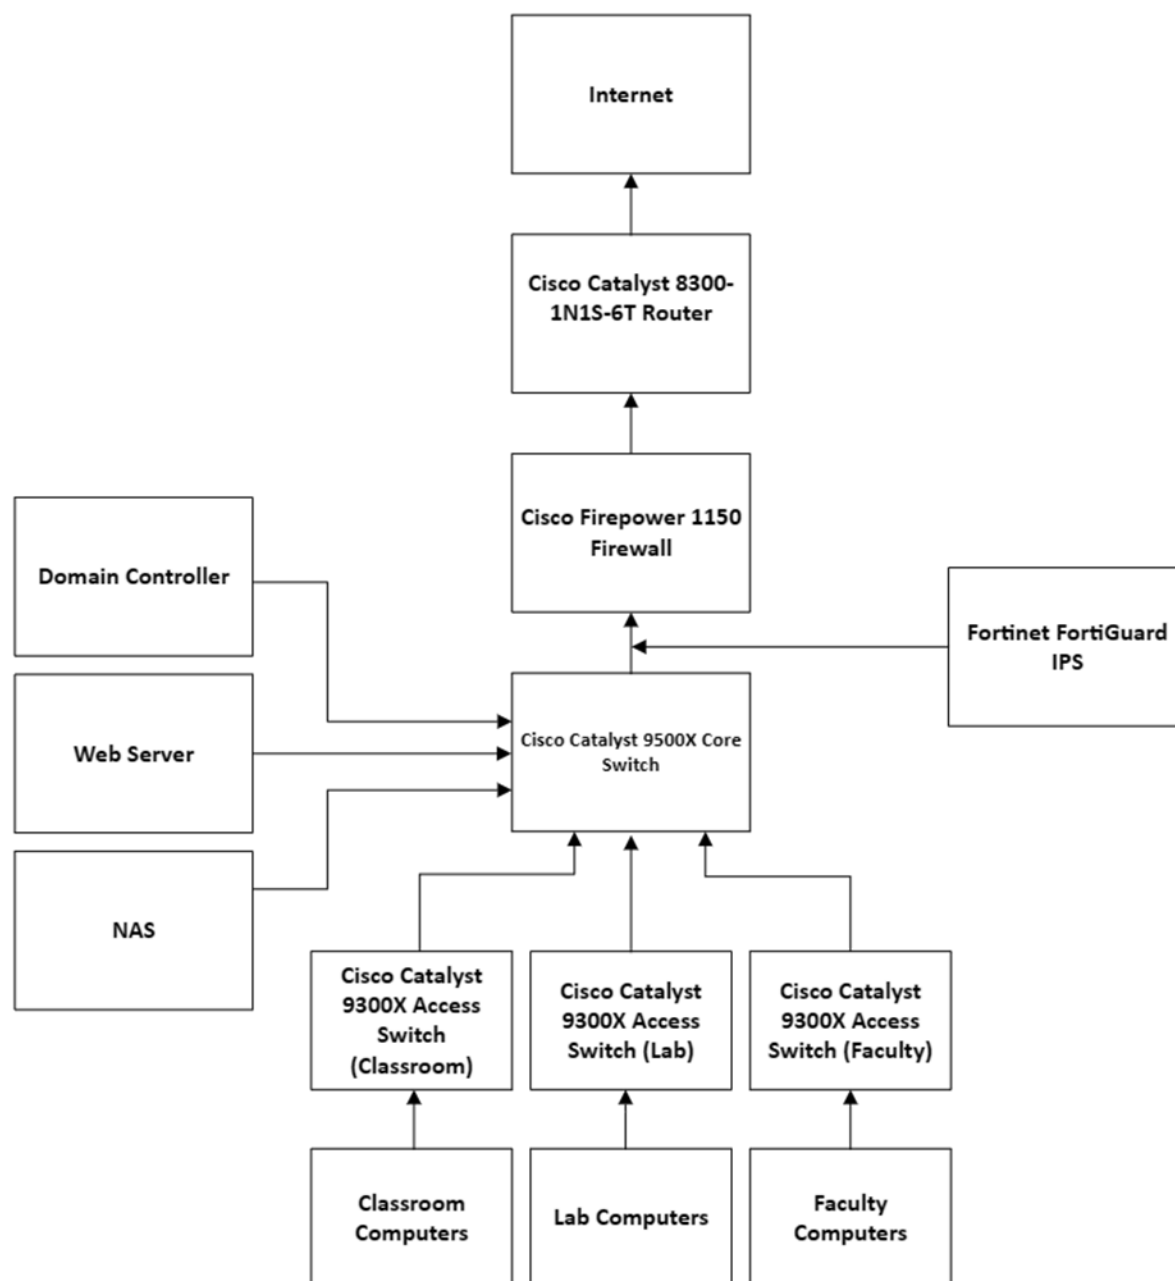 Internet
Cisco Catalyst 8300-
1N1S-6T Router
Cisco Firepower 1150
Firewall
Domain Controller
Fortinet FortiGuard
IPS
Web Server
Cisco Catalyst 9500X Core
Switch
NAS
Cisco Catalyst
9300X Access
Switch
(Classroom)
Cisco Catalyst
9300X Access
Switch (Lab)
Cisco Catalyst
9300X Access
Switch (Faculty)
Classroom
Computers
Lab Computers
Faculty
Computers